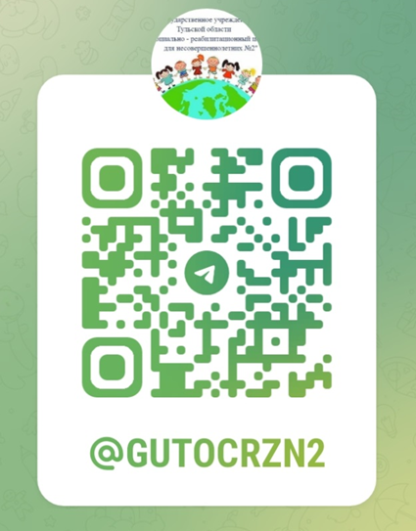 Тульской области
реабилитационный
для несовершеннолетних №2"
@GUTOCRZN2